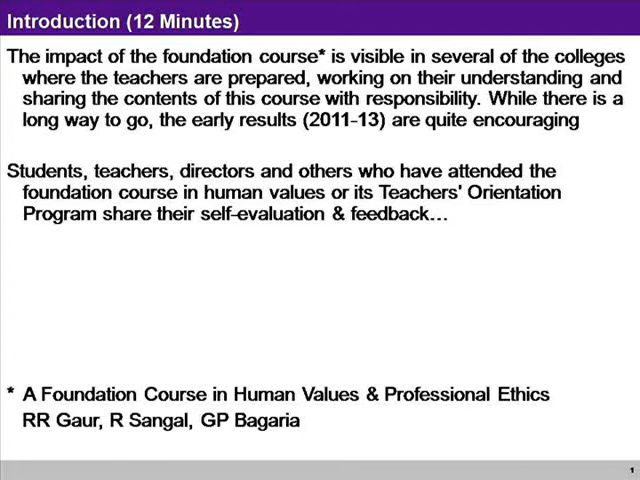 Introduction (12 Minutes)
The impact of the foundation course* is visible in several of the colleges
where the teachers are prepared, working on their understanding and
sharing the contents of this course with responsibility. While there is a
long way to go, the early results (2011-13) are quite encouraging
Students, teachers, directors and others who have attended the
foundation course in human values or its Teachers' Orientation
Program share their self-evaluation & feedback…
* A Foundation Course in Human Values & Professional Ethics
RR Gaur, R Sangal, GP Bagaria
1